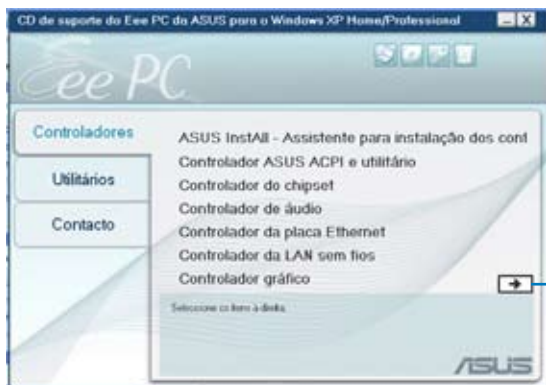 CD de suporte do Eee PC da ASUS para o Windows XP Home/Professional
Eee PC
Controladores
ASUS InstAll - Assistente para instalação dos cont
Controlador ASUS ACPI e utilitário
Utilitários
Controlador do chipset
Controlador de áudio
Contacto
Controlador da placa Ethernet
Controlador da LAN sem fios
Controlador gráfico
Seleccione o item à direita.
ASUS